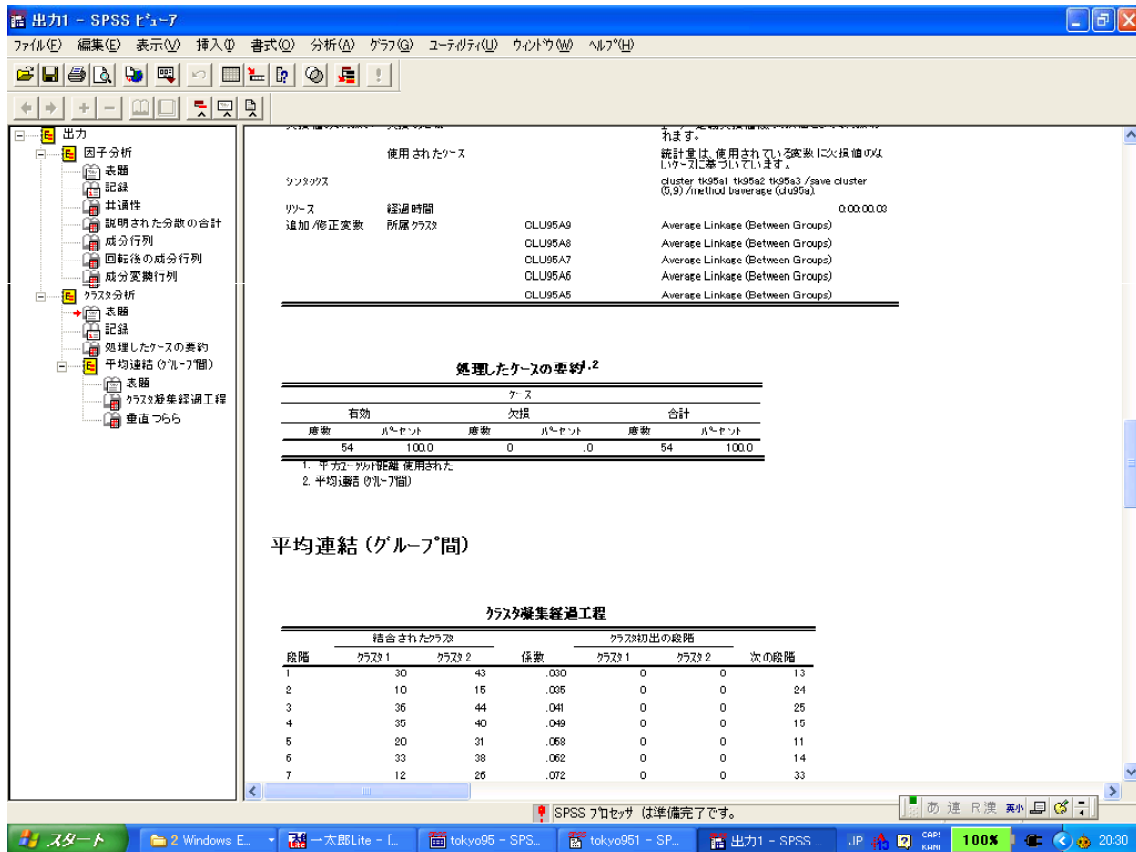 出力1 - SPSS ﾋﾞｭｰｱ
ﾌｧｲﾙ(F) 編集(E) 表示(V) 挿入(I) 書式(O) 分析(A) ｸﾞﾗﾌ(G) ﾕｰﾃｨﾘﾃｨ(U) ｳｨﾝﾄﾞｳ(W) ﾍﾙﾌﾟ(H)
出力
因子分析
表題
記録
共通性
説明された分散の合計
成分行列
回転後の成分行列
成分変換行列
ｸﾗｽﾀ分析
表題
記録
処理したｹｰｽの要約
平均連結 (ｸﾞﾙｰﾌﾟ間)
表題
ｸﾗｽﾀ凝集経過工程
垂直つらら
れます。
使用されたｹｰｽ 統計量は、使用されている変数に欠損値のな
いｹｰｽに基づいています。
ｼﾝﾀｯｸｽ cluster tk95a1 tk95a2 tk95a3 /save cluster
(5,9) /method baverage (clu95a).
ﾘｿｰｽ 経過時間 0:00:00.03
追加/修正変数 所属ｸﾗｽﾀ CLU95A9 Average Linkage (Between Groups)
CLU95A8 Average Linkage (Between Groups)
CLU95A7 Average Linkage (Between Groups)
CLU95A6 Average Linkage (Between Groups)
CLU95A5 Average Linkage (Between Groups)
処理したｹｰｽの要約1,2
ｹｰｽ
有効 欠損 合計
度数 ﾊﾟｰｾﾝﾄ 度数 ﾊﾟｰｾﾝﾄ 度数 ﾊﾟｰｾﾝﾄ
54 100.0 0 .0 54 100.0
1. 平方ﾕｰｸﾘｯﾄﾞ距離 使用された
2. 平均連結 (ｸﾞﾙｰﾌﾟ間)
平均連結 (ｸﾞﾙｰﾌﾟ間)
ｸﾗｽﾀ凝集経過工程
結合されたｸﾗｽﾀ ｸﾗｽﾀ初出の段階
段階 ｸﾗｽﾀ 1 ｸﾗｽﾀ 2 係数 ｸﾗｽﾀ 1 ｸﾗｽﾀ 2 次の段階
1 30 43 .030 0 0 13
2 10 15 .035 0 0 24
3 36 44 .041 0 0 25
4 35 40 .049 0 0 15
5 20 31 .058 0 0 11
6 33 38 .062 0 0 14
7 12 26 .072 0 0 33
SPSS ﾌﾟﾛｾｯｻ は準備完了です。
あ 連 R漢 英小
スタート 2 Windows E... 一太郎Lite - [... tokyo95 - SPS... tokyo951 - SP... 出力1 - SPSS JP CAPS KANA 100% 20:30